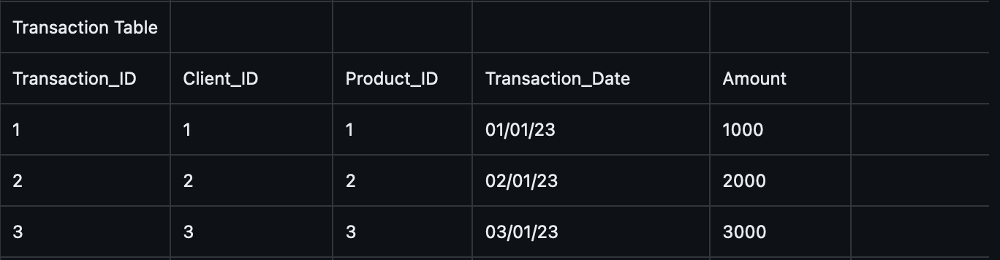 Transaction Table
Transaction_ID Client_ID Product_ID Transaction_Date Amount
1 1 1 01/01/23 1000
2 2 2 02/01/23 2000
3 3 3 03/01/23 3000